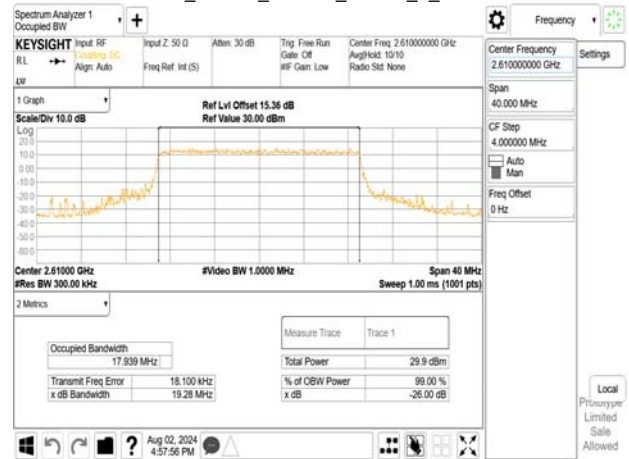 Spectrum Analyzer 1
Occupied BW
Frequency
KEYSIGHT
Input: RF
Coupling: DC
Align: Auto
Input Z: 50 Ω
Freq Ref: Int (S)
Atten: 30 dB
Trig: Free Run
Gate: Off
#IF Gain: Low
Center Freq: 2.610000000 GHz
Avg|Hold: 10/10
Radio Std: None
RL
Center Frequency
2.610000000 GHz
Settings
Span
40.000 MHz
CF Step
4.000000 MHz
Auto
Man
Freq Offset
0 Hz
1 Graph
Scale/Div 10.0 dB
Ref Lvl Offset 15.36 dB
Ref Value 30.00 dBm
Log
20.0
10.0
0.00
-10.0
-20.0
-30.0
-40.0
-50.0
-60.0
Center 2.61000 GHz
#Res BW 300.00 kHz
#Video BW 1.0000 MHz
Span 40 MHz
Sweep 1.00 ms (1001 pts)
2 Metrics
Measure Trace
Trace 1
Occupied Bandwidth
17.939 MHz
Total Power
29.9 dBm
Transmit Freq Error
18.100 kHz
% of OBW Power
99.00 %
x dB Bandwidth
19.28 MHz
x dB
-26.00 dB
Local
Prototype
Limited
Sale
Allowed
Aug 02, 2024
4:57:56 PM